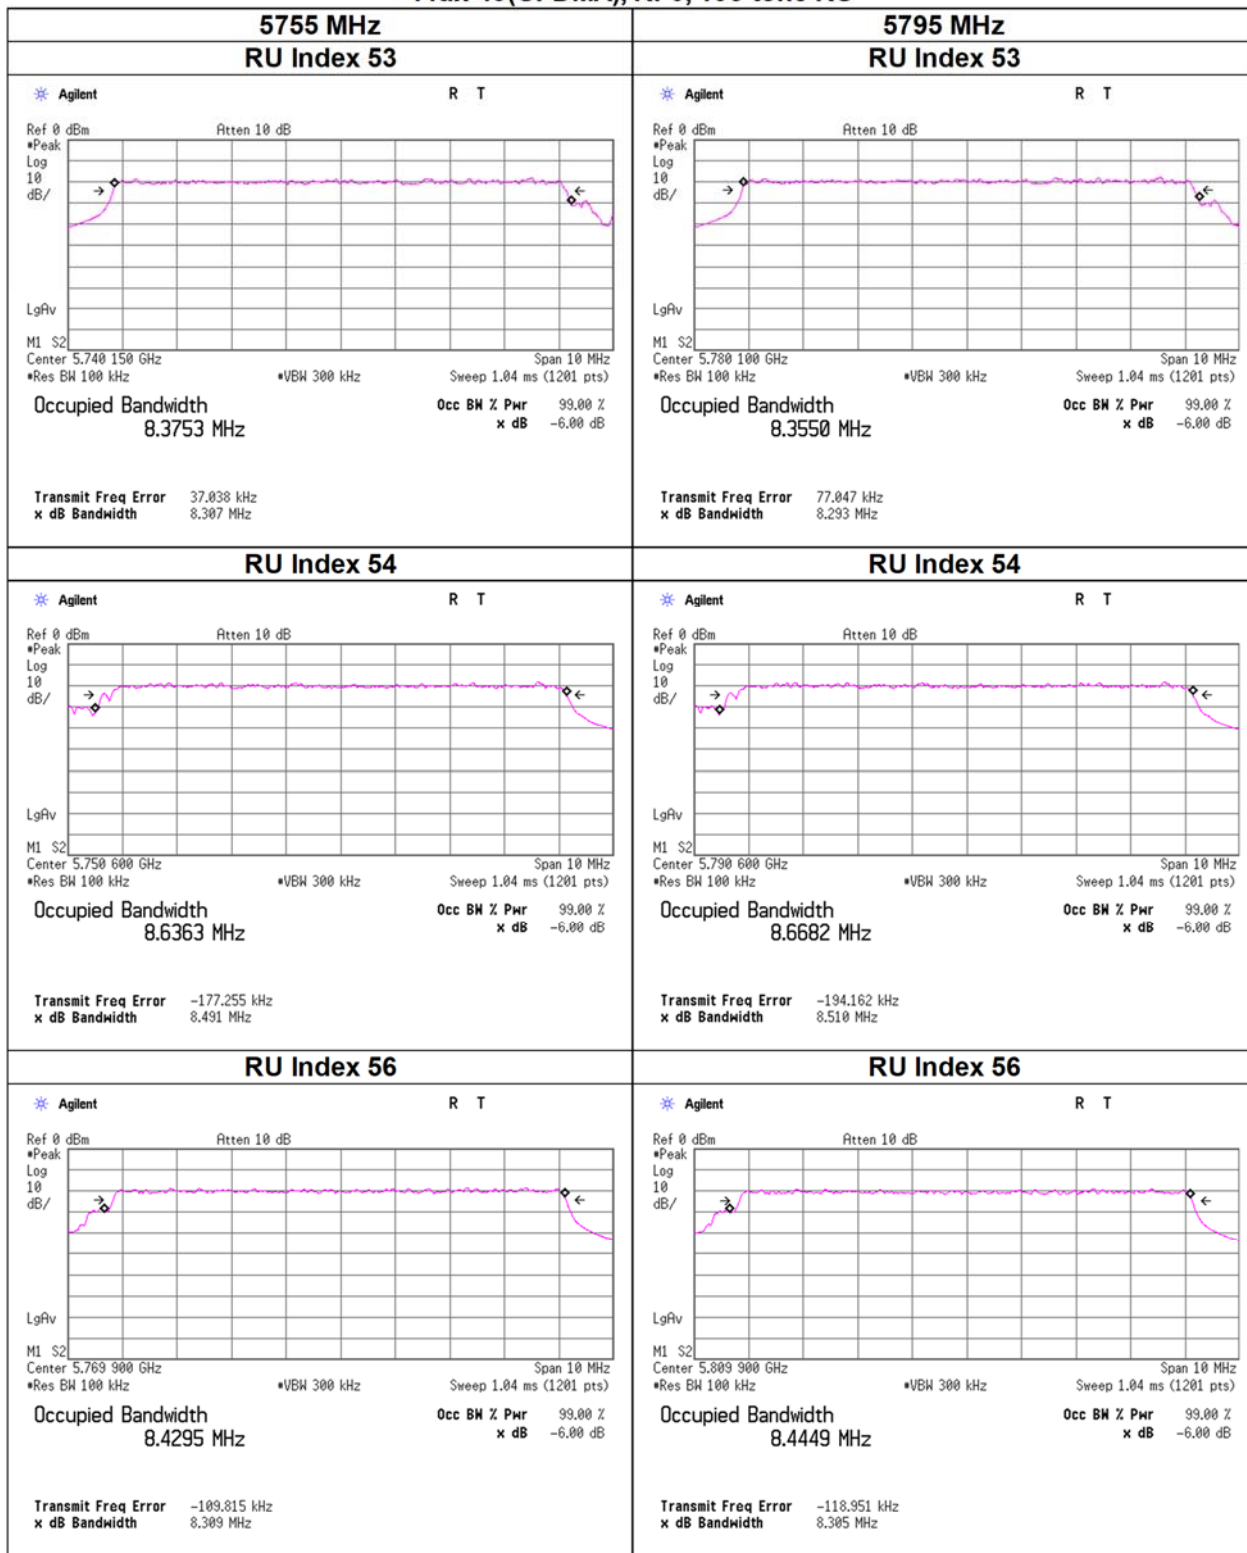 5755 MHz
5795 MHz
RU Index 53
RU Index 53
Agilent
R T
Ref 0 dBm
Atten 10 dB
#Peak
Log
10
dB/
LgAv
M1 S2
Center 5.740 150 GHz
Span 10 MHz
#Res BW 100 kHz
#VBW 300 kHz
Sweep 1.04 ms (1201 pts)
Occupied Bandwidth
8.3753 MHz
Occ BW % Pwr 99.00 %
x dB -6.00 dB
Transmit Freq Error 37.038 kHz
x dB Bandwidth 8.307 MHz
Agilent
R T
Ref 0 dBm
Atten 10 dB
#Peak
Log
10
dB/
LgAv
M1 S2
Center 5.780 100 GHz
Span 10 MHz
#Res BW 100 kHz
#VBW 300 kHz
Sweep 1.04 ms (1201 pts)
Occupied Bandwidth
8.3550 MHz
Occ BW % Pwr 99.00 %
x dB -6.00 dB
Transmit Freq Error 77.047 kHz
x dB Bandwidth 8.293 MHz
RU Index 54
RU Index 54
Agilent
R T
Ref 0 dBm
Atten 10 dB
#Peak
Log
10
dB/
LgAv
M1 S2
Center 5.750 600 GHz
Span 10 MHz
#Res BW 100 kHz
#VBW 300 kHz
Sweep 1.04 ms (1201 pts)
Occupied Bandwidth
8.6363 MHz
Occ BW % Pwr 99.00 %
x dB -6.00 dB
Transmit Freq Error -177.255 kHz
x dB Bandwidth 8.491 MHz
Agilent
R T
Ref 0 dBm
Atten 10 dB
#Peak
Log
10
dB/
LgAv
M1 S2
Center 5.790 600 GHz
Span 10 MHz
#Res BW 100 kHz
#VBW 300 kHz
Sweep 1.04 ms (1201 pts)
Occupied Bandwidth
8.6682 MHz
Occ BW % Pwr 99.00 %
x dB -6.00 dB
Transmit Freq Error -194.162 kHz
x dB Bandwidth 8.510 MHz
RU Index 56
RU Index 56
Agilent
R T
Ref 0 dBm
Atten 10 dB
#Peak
Log
10
dB/
LgAv
M1 S2
Center 5.769 900 GHz
Span 10 MHz
#Res BW 100 kHz
#VBW 300 kHz
Sweep 1.04 ms (1201 pts)
Occupied Bandwidth
8.4295 MHz
Occ BW % Pwr 99.00 %
x dB -6.00 dB
Transmit Freq Error -109.815 kHz
x dB Bandwidth 8.309 MHz
Agilent
R T
Ref 0 dBm
Atten 10 dB
#Peak
Log
10
dB/
LgAv
M1 S2
Center 5.809 900 GHz
Span 10 MHz
#Res BW 100 kHz
#VBW 300 kHz
Sweep 1.04 ms (1201 pts)
Occupied Bandwidth
8.4449 MHz
Occ BW % Pwr 99.00 %
x dB -6.00 dB
Transmit Freq Error -118.951 kHz
x dB Bandwidth 8.305 MHz